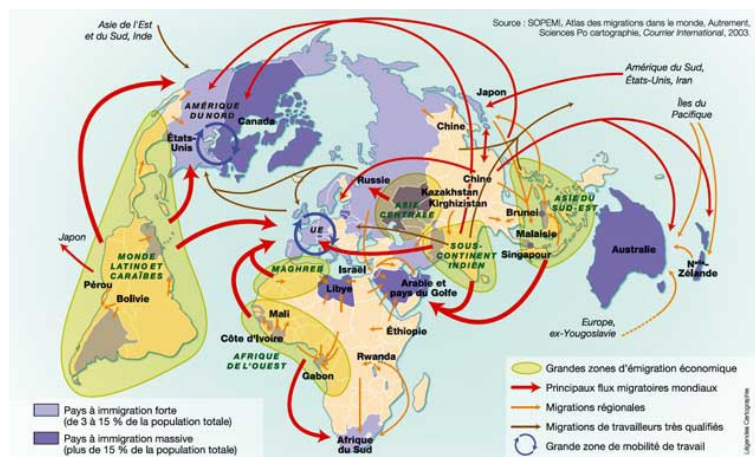 Asie de l'Est
et du Sud, Inde
Source : SOPEMI, Atlas des migrations dans le monde, Autrement,
Sciences Po cartographie, Courrier International, 2003.
Amérique du Sud,
États-Unis, Iran
Japon
Îles du
Pacifique
AMÉRIQUE
DU NORD
Canada
États-
Unis
Chine
Russie
Chine
Kazakhstan
Kirghizistan
ASIE
CENTRALE
UE
ASIE DU
SUD-EST
Brunei
Malaisie
Singapour
SOUS-
CONTINENT
INDIEN
Australie
Nelle-
Zélande
Japon
MONDE
LATINO ET
CARAÏBES
Pérou
Bolivie
MAGHREB
Israël
Libye
Arabie et
pays du Golfe
Mali
Côte d'Ivoire
AFRIQUE
DE L'OUEST
Éthiopie
Rwanda
Gabon
Afrique
du Sud
Europe,
ex-Yougoslavie
Pays à immigration forte
(de 3 à 15 % de la population totale)
Pays à immigration massive
(plus de 15 % de la population totale)
Grandes zones d'émigration économique
Principaux flux migratoires mondiaux
Migrations régionales
Migrations de travailleurs très qualifiés
Grande zone de mobilité de travail
Légendes Cartographie